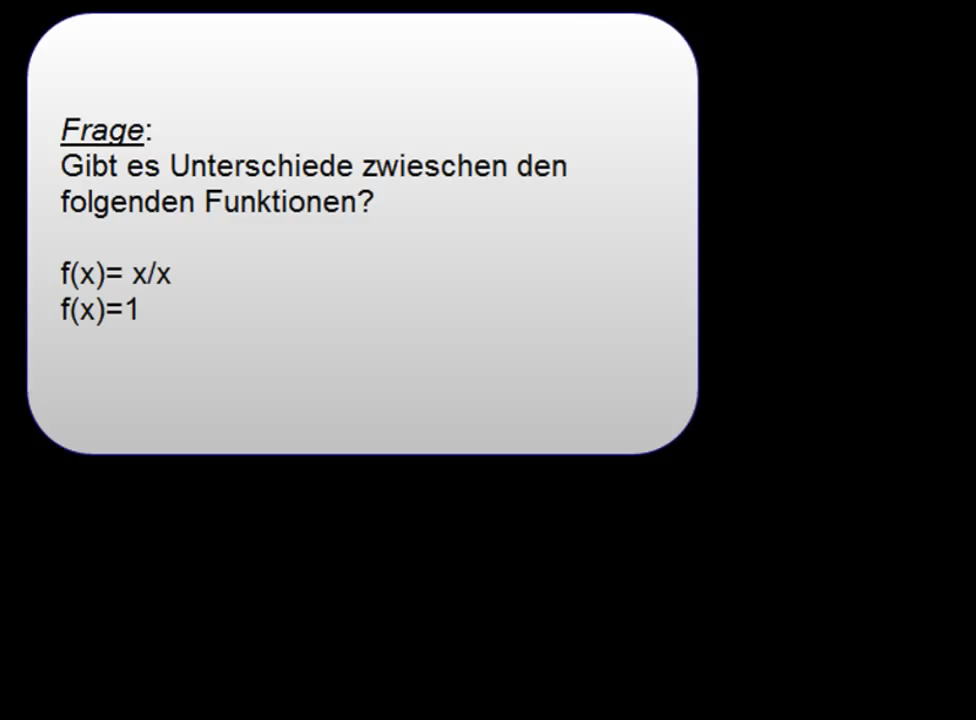 Frage:
Gibt es Unterschiede zwieschen den
folgenden Funktionen?
f(x)= x/x
f(x)=1